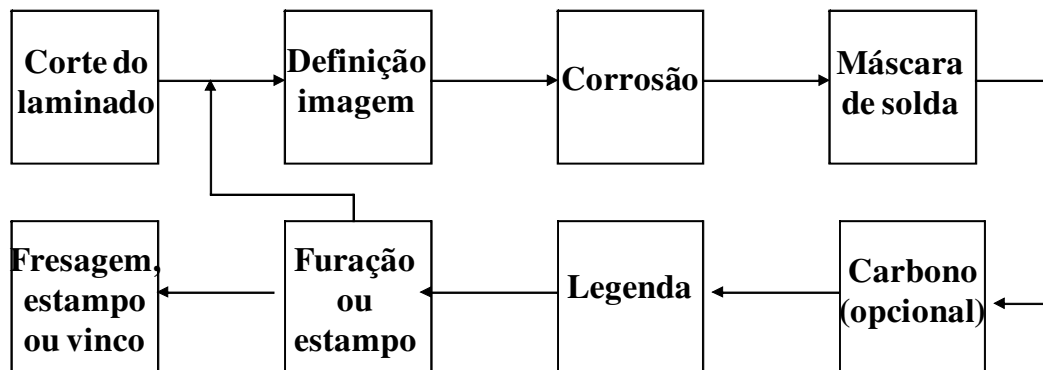 Corte do
laminado
Definição
imagem
Corrosão
Máscara
de solda
Fresagem,
estampo
ou vinco
Furação
ou
estampo
Legenda
Carbono
(opcional)